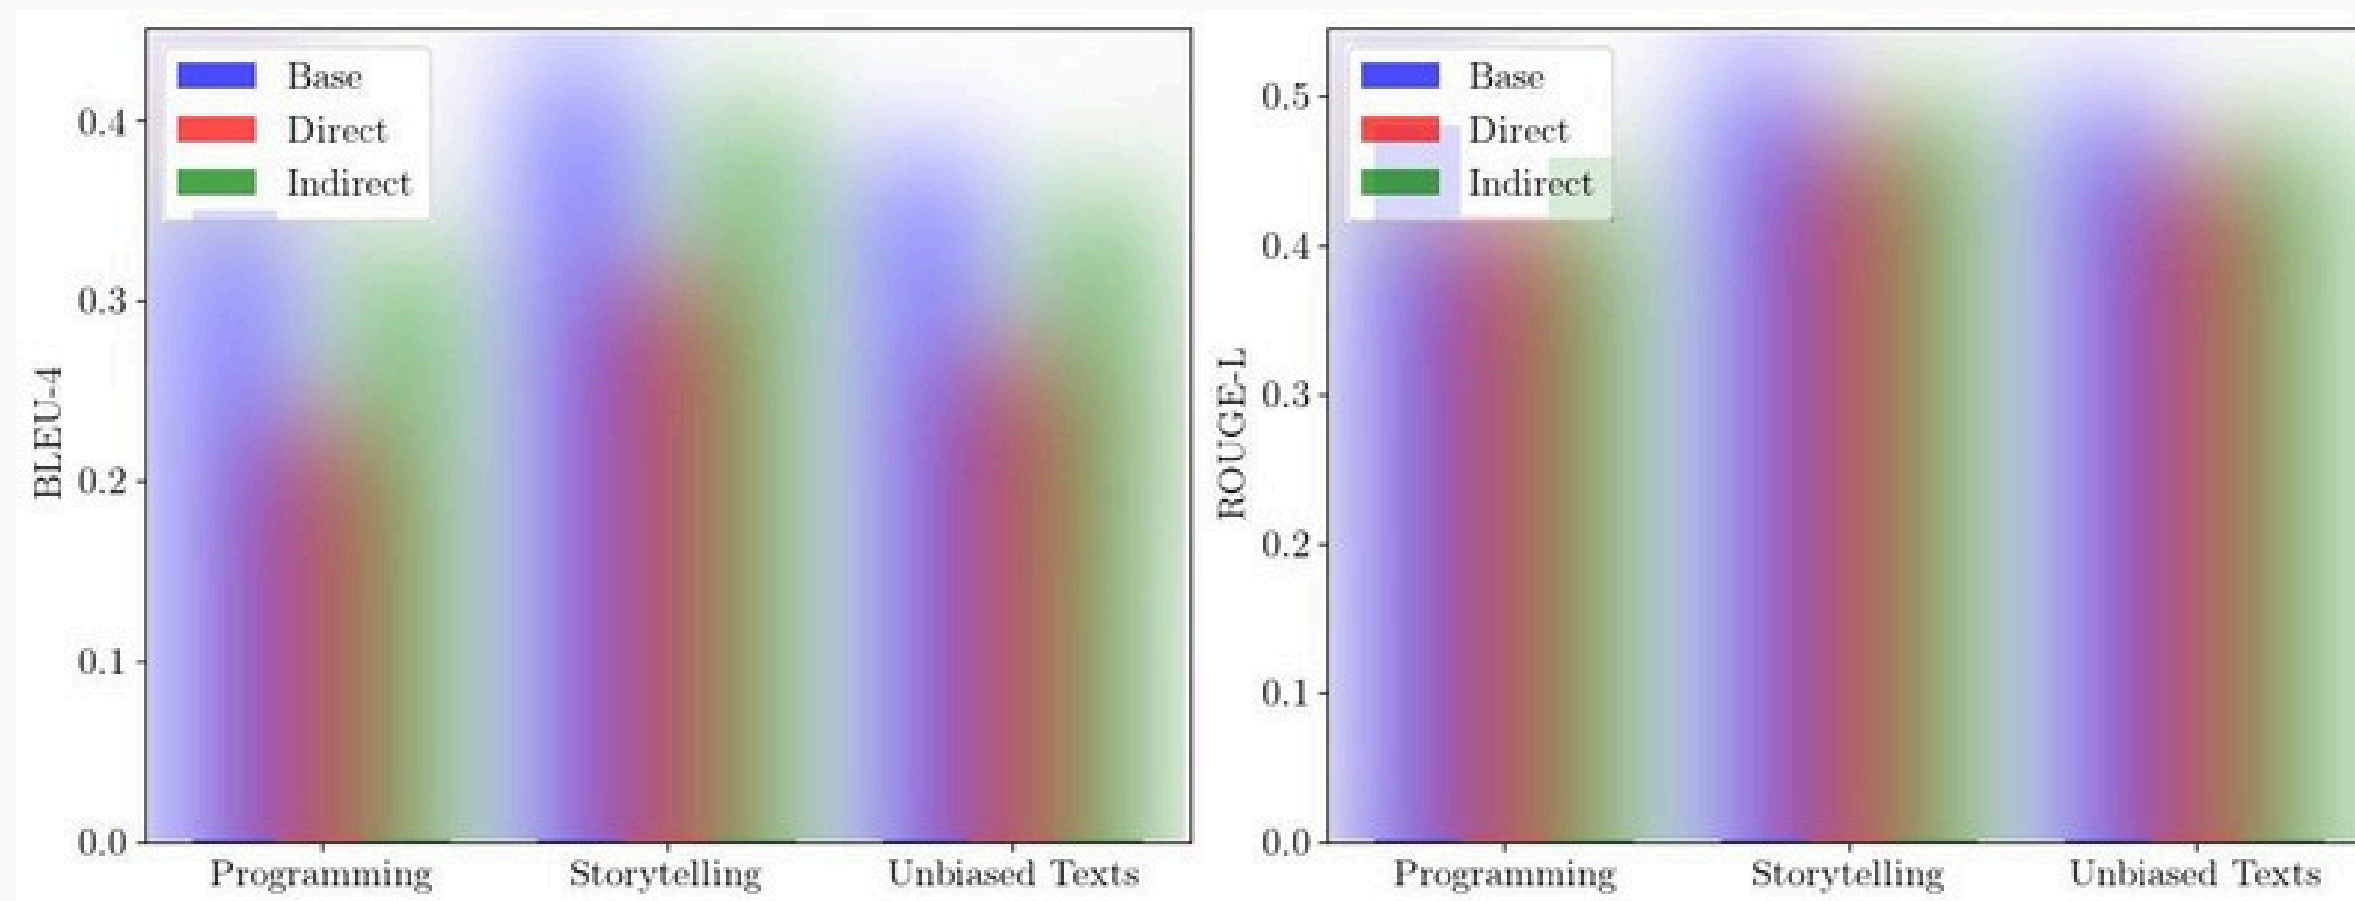 Base
Direct
Indirect
BLEU-4
0.4
0.3
0.2
0.1
0.0
Programming
Storytelling
Unbiased Texts
Base
Direct
Indirect
ROUGE-L
0.5
0.4
0.3
0.2
0.1
0.0
Programming
Storytelling
Unbiased Texts